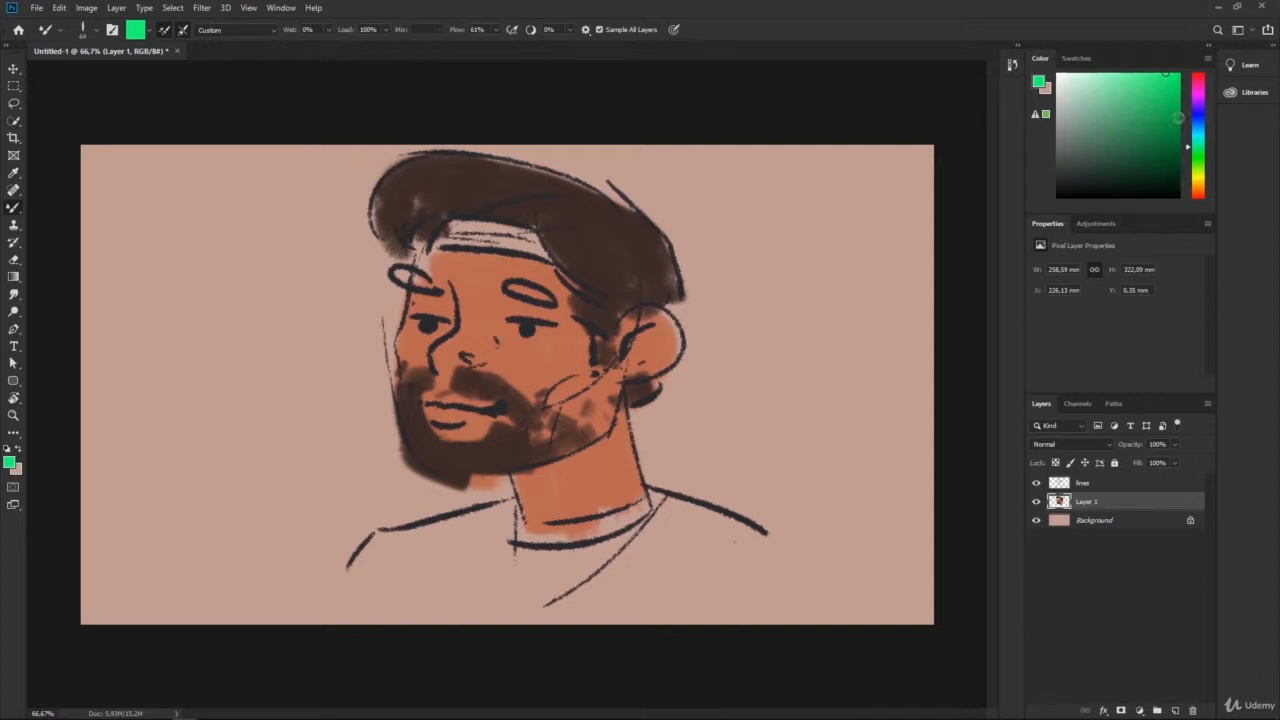 Ps File Edit Image Layer Type Select Filter 3D View Window Help
64 Custom Wet: 0% Load: 100% Mix: Flow: 61% 0% Sample All Layers
Untitled-1 @ 66,7% (Layer 1, RGB/8#) *
Color Swatches
Learn
Libraries
Properties Adjustments
Pixel Layer Properties
W: 258,59 mm H: 322,09 mm
X: 226,13 mm Y: 0,35 mm
Layers Channels Paths
Kind
Normal Opacity: 100%
Lock: Fill: 100%
lines
Layer 1
Background
66,67% Doc: 5,93M/15,2M
Udemy